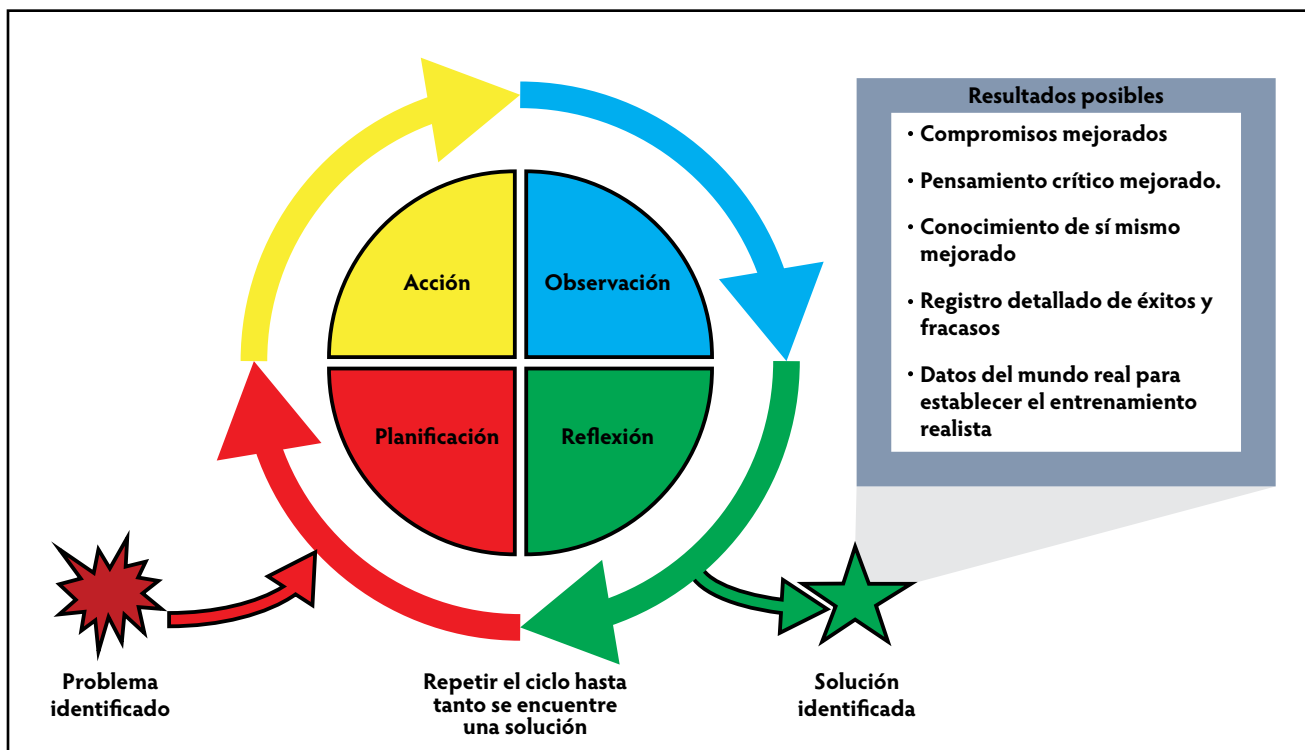 Resultados posibles
· Compromisos mejorados
· Pensamiento crítico mejorado.
· Conocimiento de sí mismo
mejorado
· Registro detallado de éxitos y
fracasos
· Datos del mundo real para
establecer el entrenamiento
realista
Acción
Observación
Planificación
Reflexión
Problema
identificado
Repetir el ciclo hasta
tanto se encuentre
una solución
Solución
identificada